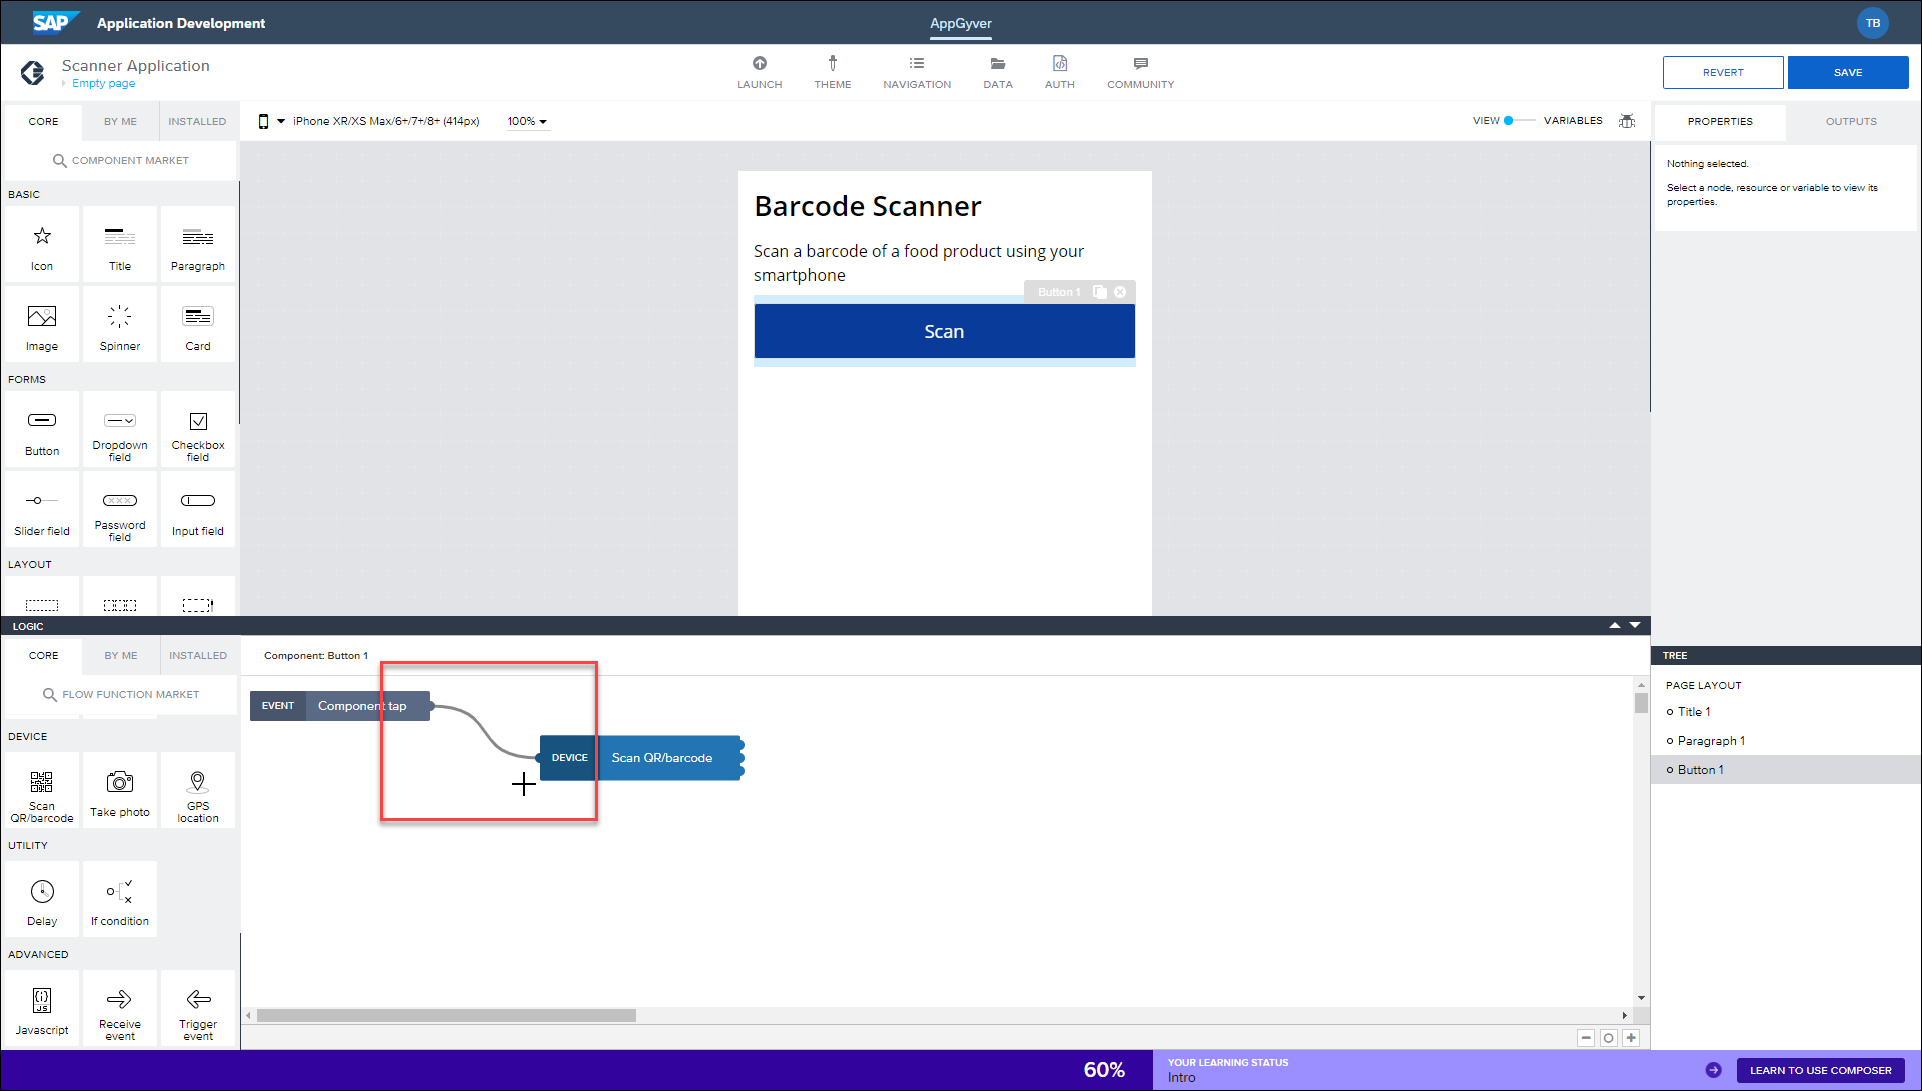 SAP Application Development
AppGyver
TB
Scanner Application
Empty page
LAUNCH
THEME
NAVIGATION
DATA
AUTH
COMMUNITY
REVERT
SAVE
CORE
BY ME
INSTALLED
iPhone XR/XS Max/6+/7+/8+ (414px)
100%
VIEW
VARIABLES
PROPERTIES
OUTPUTS
COMPONENT MARKET
Nothing selected.
Select a node, resource or variable to view its
properties.
BASIC
Icon
Title
Paragraph
Image
Spinner
Card
FORMS
Button
Dropdown
field
Checkbox
field
Slider field
Password
field
Input field
LAYOUT
Barcode Scanner
Scan a barcode of a food product using your
smartphone
Button 1
Scan
LOGIC
CORE
BY ME
INSTALLED
Component: Button 1
FLOW FUNCTION MARKET
EVENT
Component tap
DEVICE
Scan QR/barcode
DEVICE
Scan
QR/barcode
Take photo
GPS
location
UTILITY
Delay
If condition
ADVANCED
JS
Javascript
Receive
event
Trigger
event
TREE
PAGE LAYOUT
Title 1
Paragraph 1
Button 1
60%
YOUR LEARNING STATUS
Intro
LEARN TO USE COMPOSER